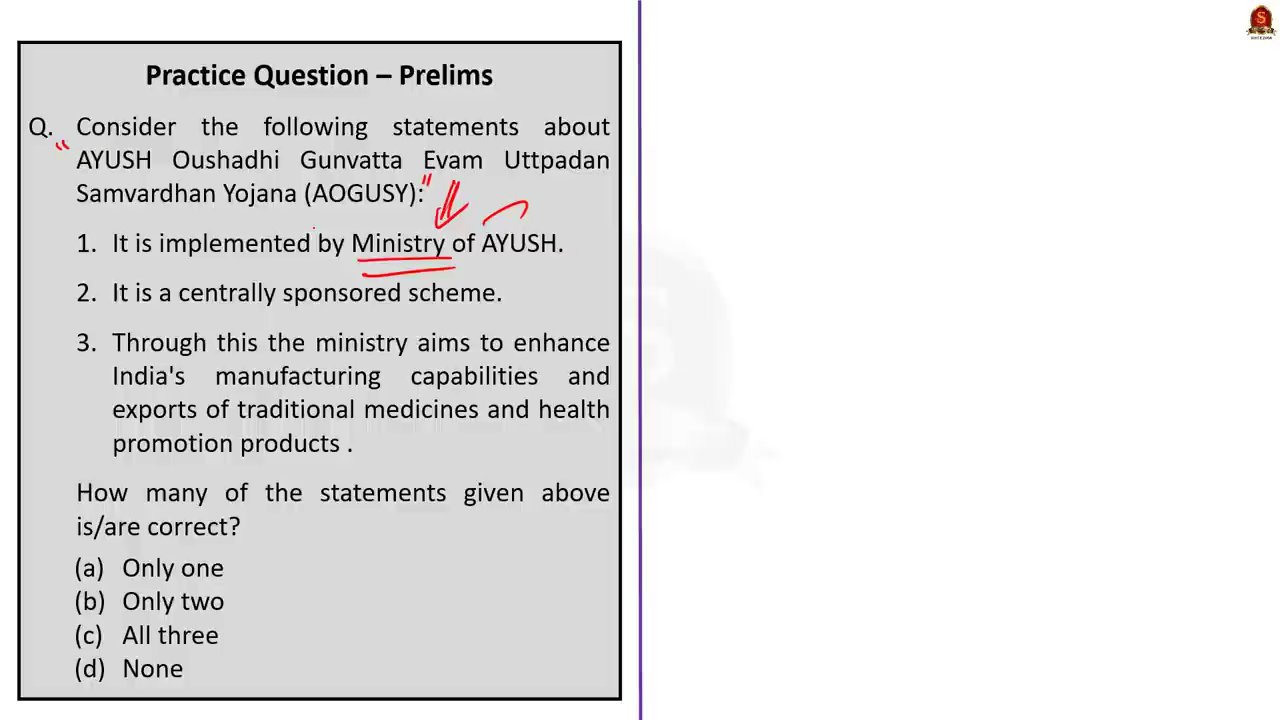 Practice Question – Prelims
Q. Consider the following statements about
AYUSH Oushadhi Gunvatta Evam Uttpadan
Samvardhan Yojana (AOGUSY):
1. It is implemented by Ministry of AYUSH.
2. It is a centrally sponsored scheme.
3. Through this the ministry aims to enhance
India's manufacturing capabilities and
exports of traditional medicines and health
promotion products .
How many of the statements given above
is/are correct?
(a) Only one
(b) Only two
(c) All three
(d) None